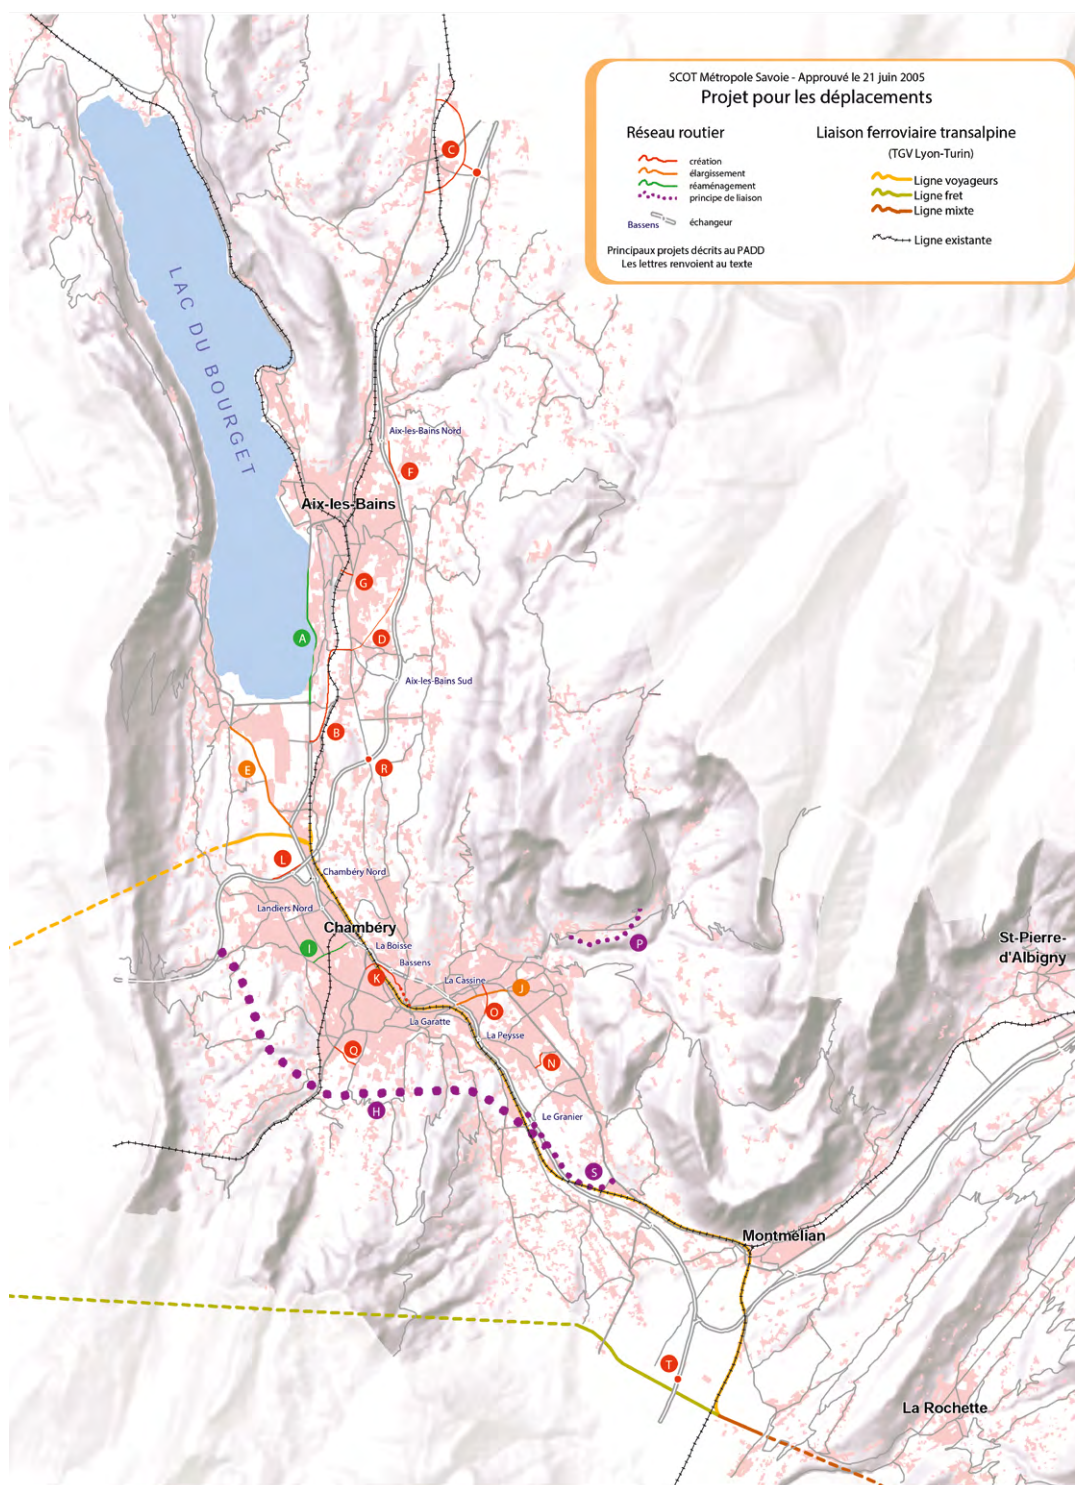 SCOT Métropole Savoie - Approuvé le 21 juin 2005
Projet pour les déplacements
Réseau routier
création
élargissement
réaménagement
principe de liaison
Bassens
échangeur
Principaux projets décrits au PADD
Les lettres renvoient au texte
Liaison ferroviaire transalpine
(TGV Lyon-Turin)
Ligne voyageurs
Ligne fret
Ligne mixte
Ligne existante
C
LAC DU BOURGET
Aix-les-Bains Nord
F
Aix-les-Bains
G
A
D
Aix-les-Bains Sud
B
E
R
L
Chambéry Nord
Landiers Nord
Chambéry
P
St-Pierre-
d'Albigny
I
La Boisse
Bassens
K
La Cassine
J
O
La Garatte
La Peysse
Q
N
H
Le Granier
S
Montmélian
T
La Rochette